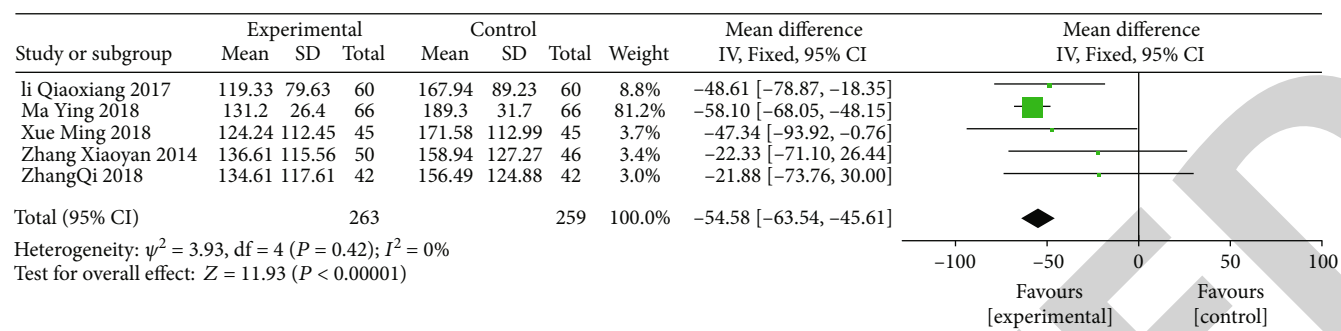 Experimental Control Mean difference Mean difference
Study or subgroup Mean SD Total Mean SD Total Weight IV, Fixed, 95% CI IV, Fixed, 95% CI
li Qiaoxiang 2017 119.33 79.63 60 167.94 89.23 60 8.8% −48.61 [−78.87, −18.35]
Ma Ying 2018 131.2 26.4 66 189.3 31.7 66 81.2% −58.10 [−68.05, −48.15]
Xue Ming 2018 124.24 112.45 45 171.58 112.99 45 3.7% −47.34 [−93.92, −0.76]
Zhang Xiaoyan 2014 136.61 115.56 50 158.94 127.27 46 3.4% −22.33 [−71.10, 26.44]
ZhangQi 2018 134.61 117.61 42 156.49 124.88 42 3.0% −21.88 [−73.76, 30.00]
Total (95% CI) 263 259 100.0% −54.58 [−63.54, −45.61]
Heterogeneity: ψ² = 3.93, df = 4 (P = 0.42); I² = 0%
Test for overall effect: Z = 11.93 (P < 0.00001)
−100 −50 0 50 100
Favours Favours
[experimental] [control]